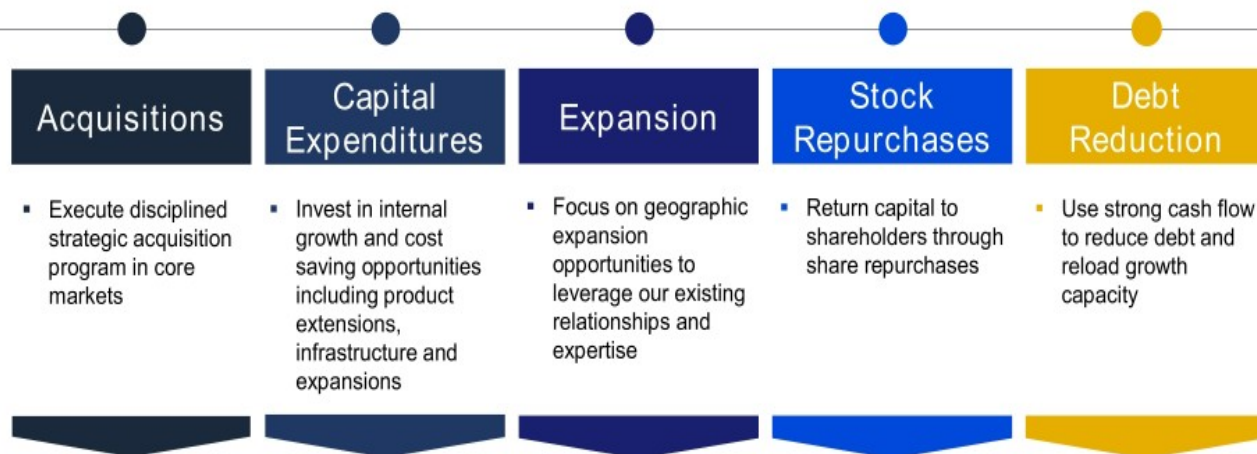 Acquisitions
▪ Execute disciplined
strategic acquisition
program in core
markets
Capital
Expenditures
▪ Invest in internal
growth and cost
saving opportunities
including product
extensions,
infrastructure and
expansions
Expansion
▪ Focus on geographic
expansion
opportunities to
leverage our existing
relationships and
expertise
Stock
Repurchases
▪ Return capital to
shareholders through
share repurchases
Debt
Reduction
▪ Use strong cash flow
to reduce debt and
reload growth
capacity